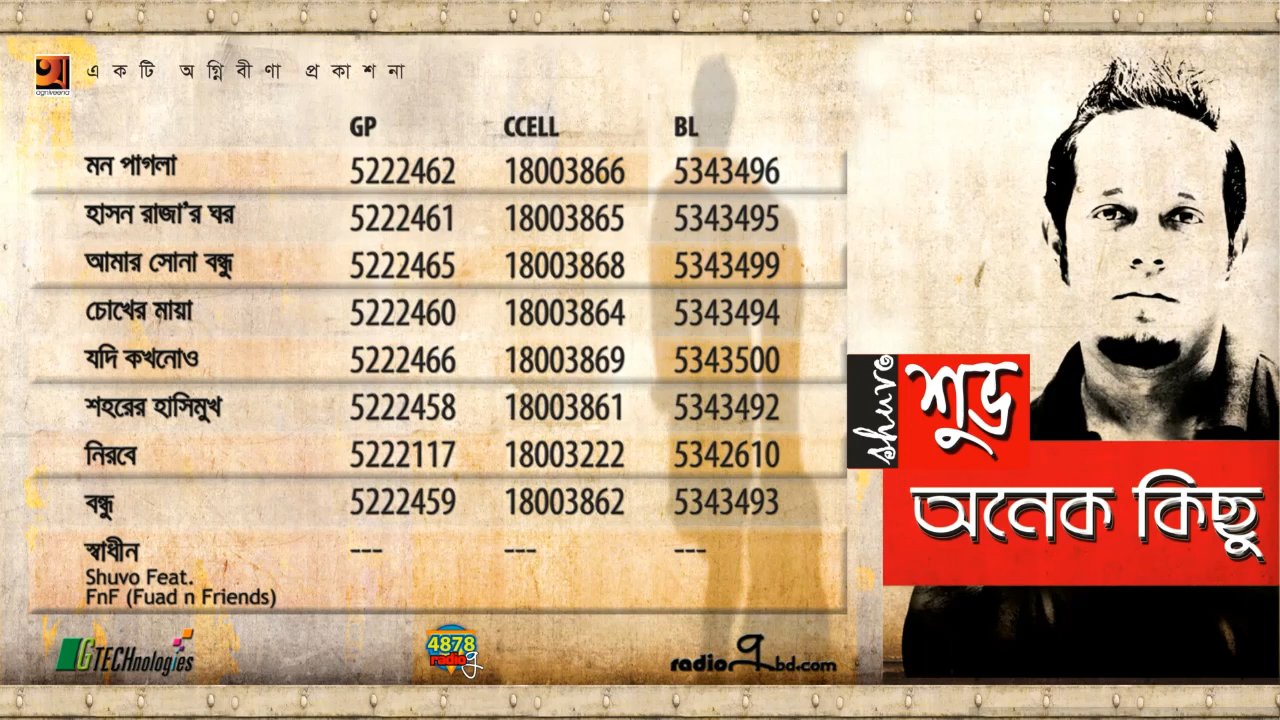 agniveena
একটি অগ্নিবীণা প্রকাশনা
GP CCELL BL
মন পাগলা 5222462 18003866 5343496
হাসন রাজা'র ঘর 5222461 18003865 5343495
আমার সোনা বন্ধু 5222465 18003868 5343499
চোখের মায়া 5222460 18003864 5343494
যদি কখনোও 5222466 18003869 5343500
শহরের হাসিমুখ 5222458 18003861 5343492
নিরবে 5222117 18003222 5342610
বন্ধু 5222459 18003862 5343493
স্বাধীন --- --- ---
Shuvo Feat.
FnF (Fuad n Friends)
shuvo
শুভ
অনেক কিছু
GTECHnologies
4878
radio g
radio g bd.com